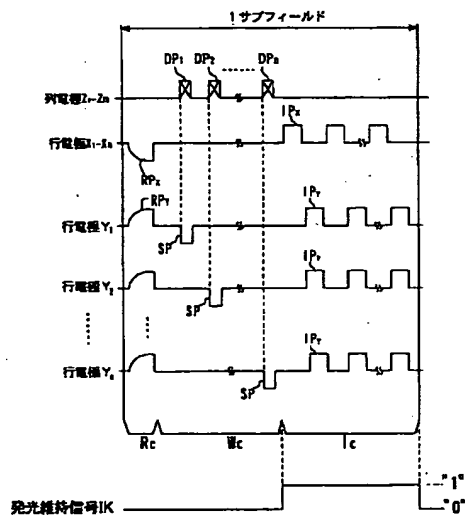 1サブフィールド
DP1 DP2 ········ DPn
列電極Z1-Zm
IPX
行電極X1-Xn
RPX
RPY
IPY
行電極Y1
SP
IPY
行電極Y2
SP
IPY
行電極Yn
SP
Rc Wc Ic
"1"
発光維持信号IK
"0"